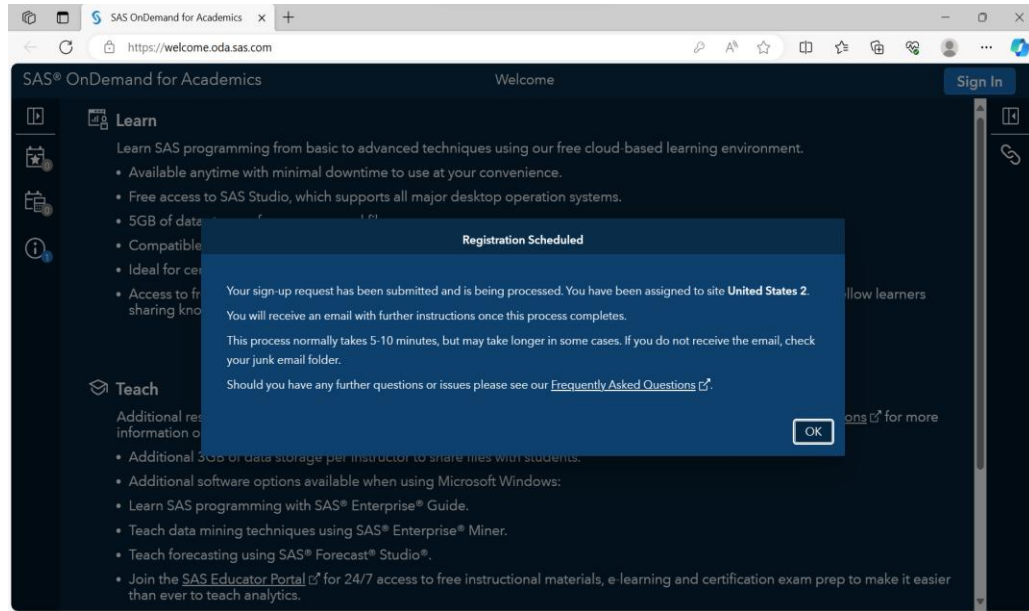 SAS OnDemand for Academics
https://welcome.oda.sas.com
SAS® OnDemand for Academics
Welcome
Sign In
Learn
Learn SAS programming from basic to advanced techniques using our free cloud-based learning environment.
• Available anytime with minimal downtime to use at your convenience.
• Free access to SAS Studio, which supports all major desktop operation systems.
• 5GB of data
• Compatible
• Ideal for
• Access to
llow learners
sharing
Registration Scheduled
Your sign-up request has been submitted and is being processed. You have been assigned to site United States 2.
You will receive an email with further instructions once this process completes.
This process normally takes 5-10 minutes, but may take longer in some cases. If you do not receive the email, check
your junk email folder.
Should you have any further questions or issues please see our Frequently Asked Questions.
OK
Teach
Additional
ons for more
information
• Additional 3GB of data storage per instructor to share files with students.
• Additional software options available when using Microsoft Windows:
• Learn SAS programming with SAS® Enterprise® Guide.
• Teach data mining techniques using SAS® Enterprise® Miner.
• Teach forecasting using SAS® Forecast® Studio®.
• Join the SAS Educator Portal for 24/7 access to free instructional materials, e-learning and certification exam prep to make it easier
than ever to teach analytics.